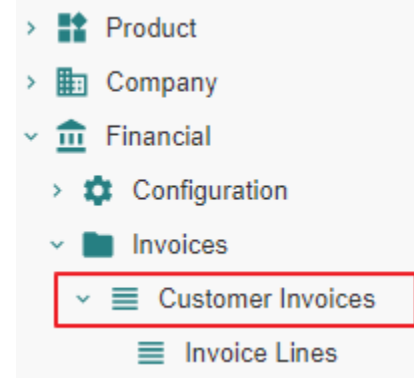 Product
Company
Financial
Configuration
Invoices
Customer Invoices
Invoice Lines